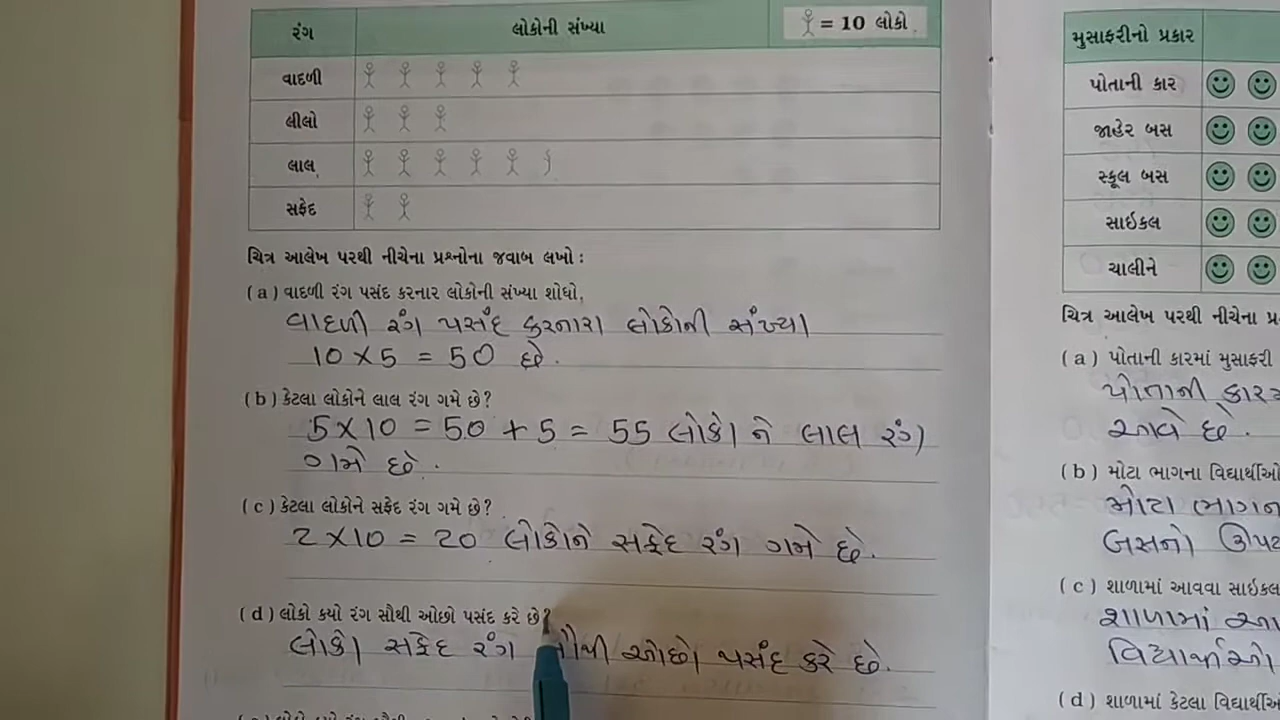 રંગ લોકોની સંખ્યા = 10 લોકો
વાદળી
લીલો
લાલ
સફેદ
ચિત્ર આલેખ પરથી નીચેના પ્રશ્નોના જવાબ લખો :
(a) વાદળી રંગ પસંદ કરનાર લોકોની સંખ્યા શોધો.
વાદળી રંગ પસંદ કરનારા લોકોની સંખ્યા
10 × 5 = 50 છે.
(b) કેટલા લોકોને લાલ રંગ ગમે છે?
5 × 10 = 50 + 5 = 55 લોકો ને લાલ રંગ
ગમે છે.
(c) કેટલા લોકોને સફેદ રંગ ગમે છે?
2 × 10 = 20 લોકોને સફેદ રંગ ગમે છે.
(d) લોકો કયો રંગ સૌથી ઓછો પસંદ કરે છે?
લોકો સફેદ રંગ સૌથી ઓછો પસંદ કરે છે.
મુસાફરીનો પ્રકાર
પોતાની કાર
જાહેર બસ
સ્કૂલ બસ
સાઇકલ
ચાલીને
ચિત્ર આલેખ પરથી નીચેના
(a) પોતાની કારમાં મુસાફરી
પોતાની
આવે છે.
(b) મોટા ભાગના વિદ્યાર્થીઓ
મોટા
બસનો
(c) શાળામાં આવવા સાઇકલ
શાળામાં
વિદ્યાર્થીઓ
(d) શાળામાં કેટલા